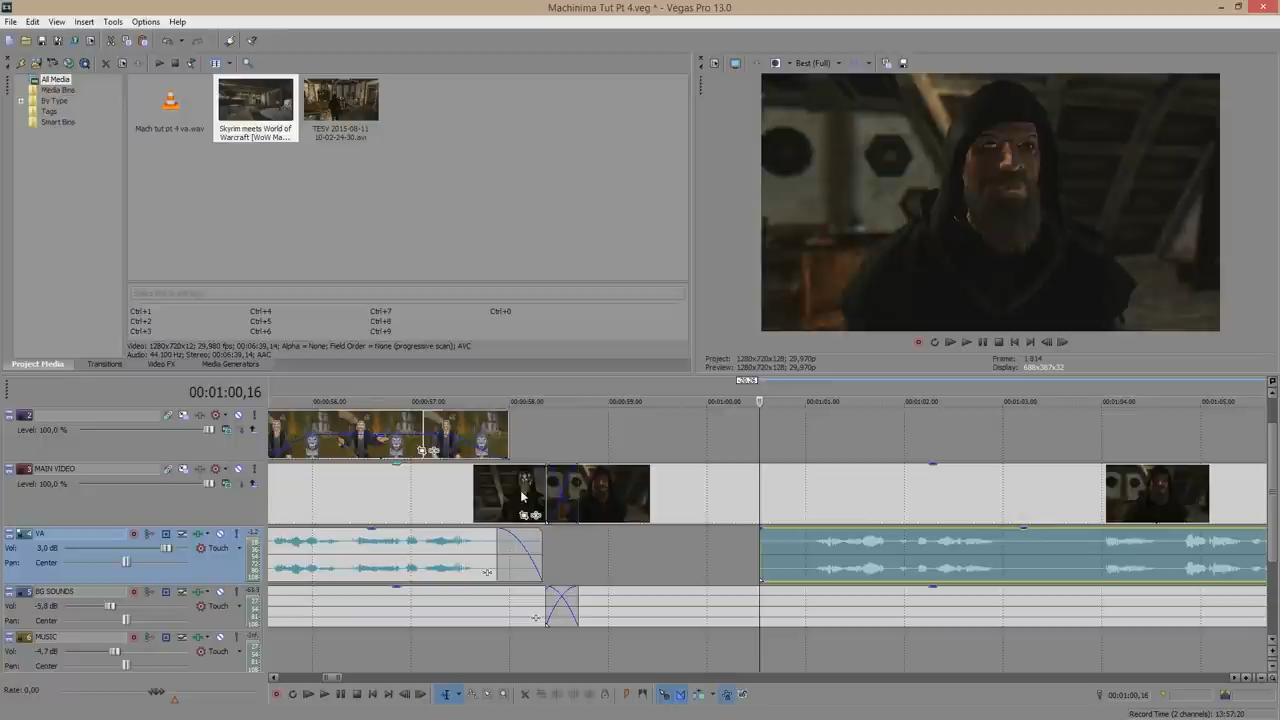 Machinima Tut Pt 4.veg * - Vegas Pro 13.0
File Edit View Insert Tools Options Help
Best (Full)
All Media
Media Bins
By Type
Tags
Smart Bins
Mach tut pt 4 va.wav
Skyrim meets World of
Warcraft [WoW Ma...
TESV 2015-08-11
10-02-24-30.avi
Ctrl+1 Ctrl+4 Ctrl+7 Ctrl+0
Ctrl+2 Ctrl+5 Ctrl+8
Ctrl+3 Ctrl+6 Ctrl+9
Video: 1280x720x12; 29,980 fps; 00:06:39,14; Alpha = None; Field Order = None (progressive scan); AVC
Audio: 44.100 Hz; Stereo; 00:06:39,14; AAC
Project Media Transitions Video FX Media Generators
Project: 1280x720x128; 29,970p
Preview: 1280x720x128; 29,970p
Frame: 1 814
Display: 688x387x32
00:01:00,16
00:00:56,00 00:00:57,00 00:00:58,00 00:00:59,00 00:01:00,00 00:01:01,00 00:01:02,00 00:01:03,00 00:01:04,00 00:01:05,00
2
Level: 100,0 %
3 MAIN VIDEO
Level: 100,0 %
4 VA
Vol: 3,0 dB Touch
Pan: Center
5 BG SOUNDS
Vol: -5,8 dB Touch
Pan: Center
6 MUSIC
Vol: -4,7 dB Touch
Pan: Center
Rate: 0,00
00:01:00,16
Record Time (2 channels): 13:57:20